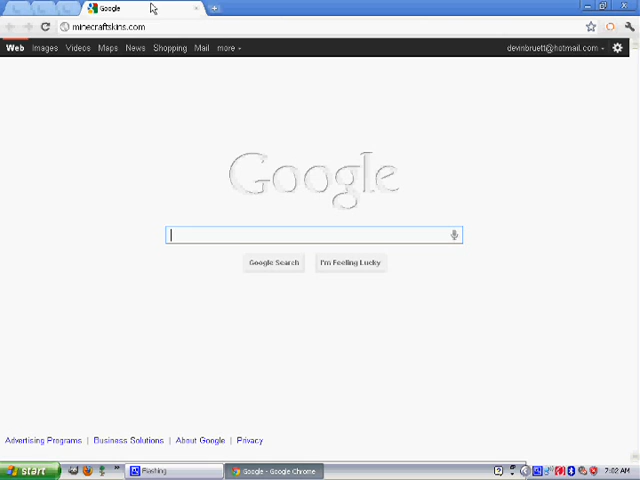 Google
minecraftskins.com
Web Images Videos Maps News Shopping Mail more
devinbruett@hotmail.com
Google
Google Search I'm Feeling Lucky
Advertising Programs | Business Solutions | About Google | Privacy
start
Google - Google Chrome
7:02 AM